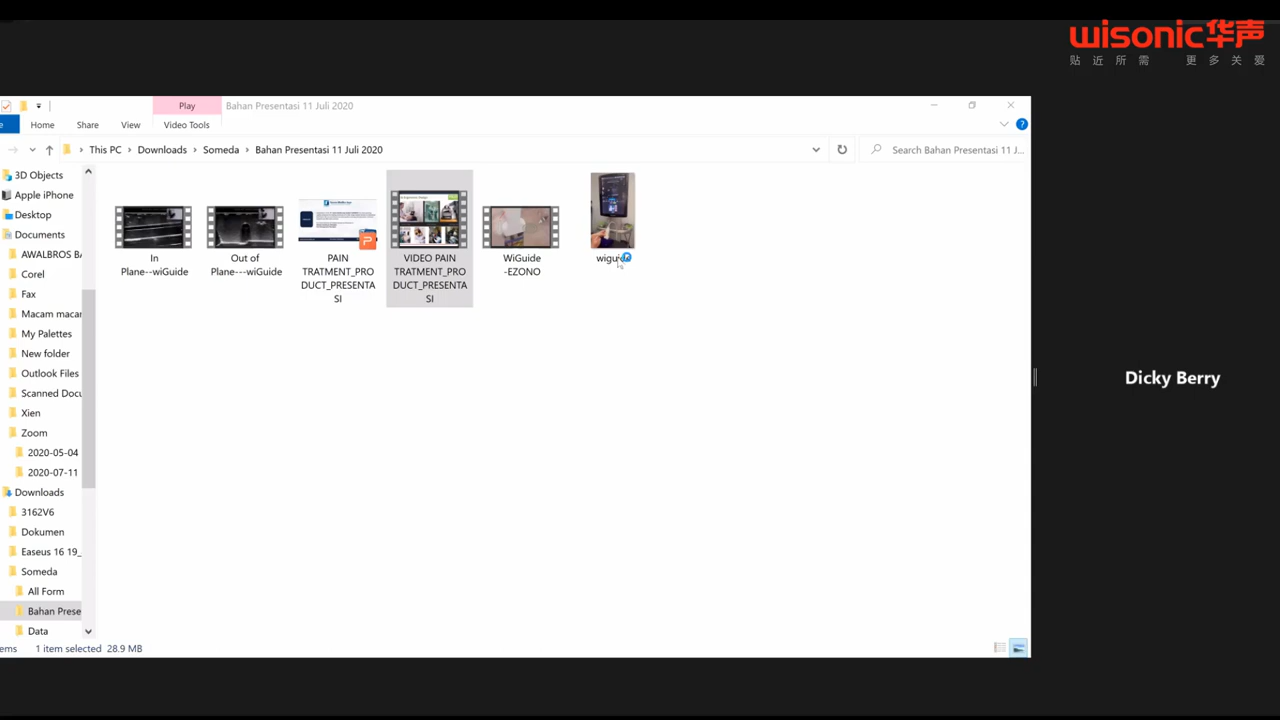 wisonic华声
贴近所需 更多关爱
Play
Bahan Presentasi 11 Juli 2020
Home
Share
View
Video Tools
This PC
Downloads
Someda
Bahan Presentasi 11 Juli 2020
Search Bahan Presentasi 11 J...
3D Objects
Apple iPhone
Desktop
Documents
AWALBROS BA
Corel
Fax
Macam macam
My Palettes
New folder
Outlook Files
Scanned Docu
Xien
Zoom
2020-05-04
2020-07-11
Downloads
3162V6
Dokumen
Easeus 16 19_
Someda
All Form
Bahan Prese
Data
In
Plane--wiGuide
Out of
Plane---wiGuide
PAIN
TRATMENT_PRO
DUCT_PRESENTA
SI
VIDEO PAIN
TRATMENT_PRO
DUCT_PRESENTA
SI
WiGuide
-EZONO
wiguide
Dicky Berry
ems
1 item selected 28.9 MB